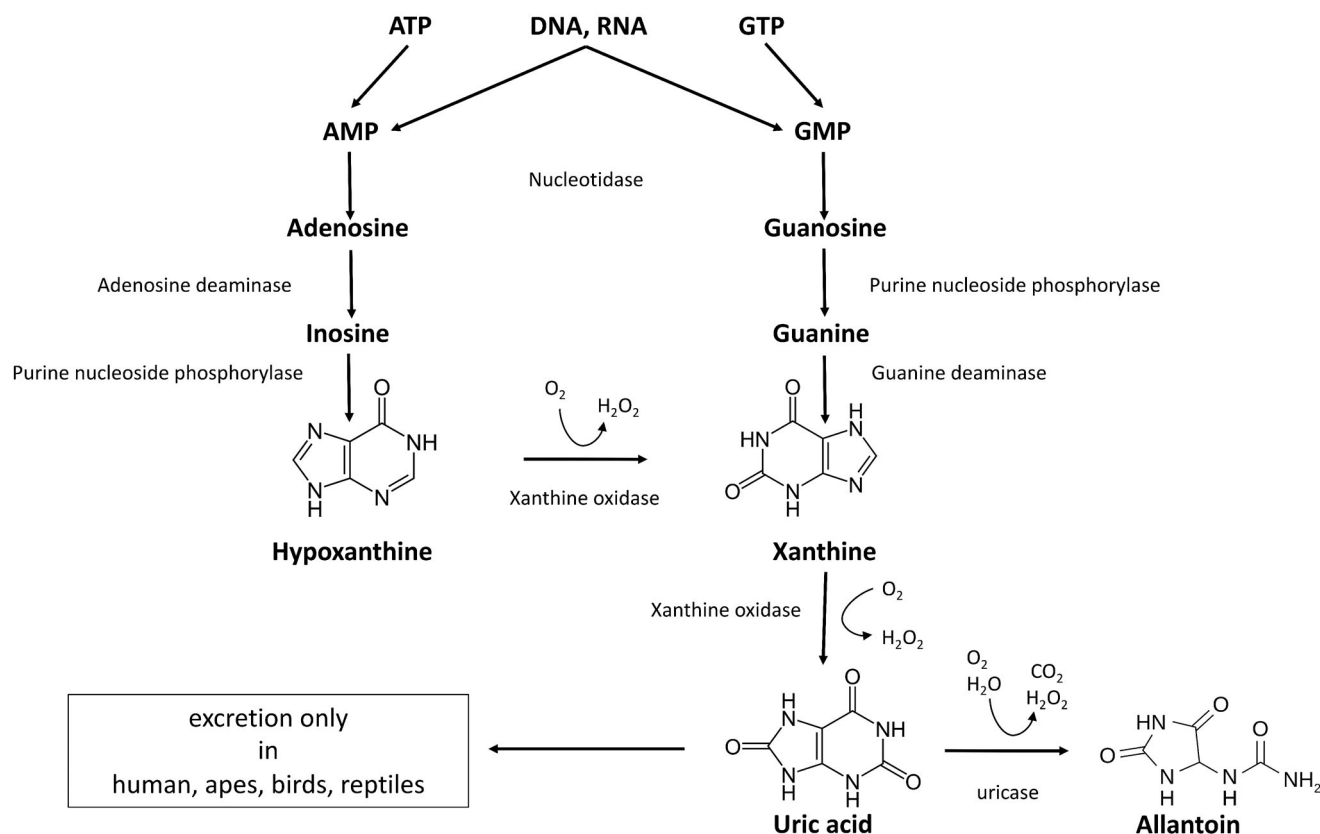 ATP DNA, RNA GTP
AMP GMP
Nucleotidase
Adenosine Guanosine
Adenosine deaminase Purine nucleoside phosphorylase
Inosine Guanine
Purine nucleoside phosphorylase Guanine deaminase
O₂ H₂O₂
O
N
NH
N
H
N
O
H
N
HN
O
N
H
N
Xanthine oxidase
Hypoxanthine Xanthine
Xanthine oxidase
O₂
H₂O₂
O₂
H₂O
CO₂
H₂O₂
excretion only
in
human, apes, birds, reptiles
H
N
O
NH
O
N
H
N
H
O
uricase
HN
O
O
N
H
N
H
O
NH₂
Uric acid Allantoin